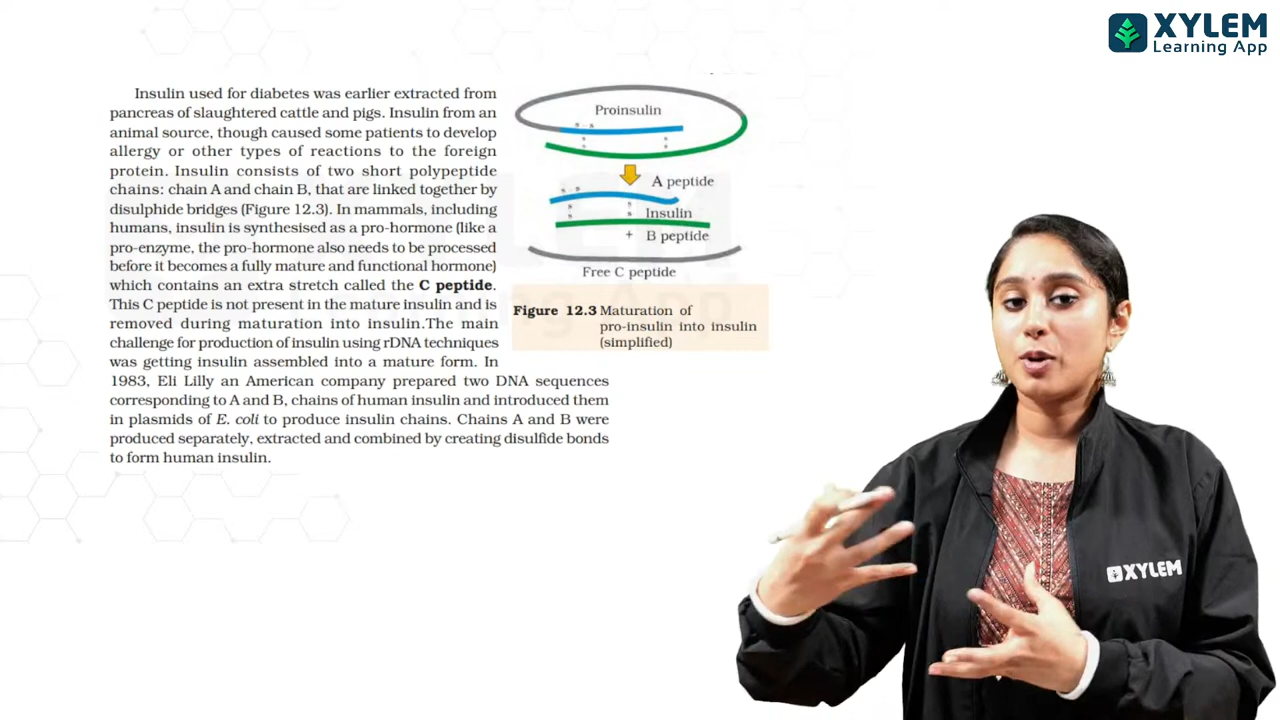 XYLEM
Learning App
Insulin used for diabetes was earlier extracted from
pancreas of slaughtered cattle and pigs. Insulin from an
animal source, though caused some patients to develop
allergy or other types of reactions to the foreign
protein. Insulin consists of two short polypeptide
chains: chain A and chain B, that are linked together by
disulphide bridges (Figure 12.3). In mammals, including
humans, insulin is synthesised as a pro-hormone (like a
pro-enzyme, the pro-hormone also needs to be processed
before it becomes a fully mature and functional hormone)
which contains an extra stretch called the C peptide.
This C peptide is not present in the mature insulin and is
removed during maturation into insulin.The main
challenge for production of insulin using rDNA techniques
was getting insulin assembled into a mature form. In
1983, Eli Lilly an American company prepared two DNA sequences
corresponding to A and B, chains of human insulin and introduced them
in plasmids of E. coli to produce insulin chains. Chains A and B were
produced separately, extracted and combined by creating disulfide bonds
to form human insulin.
Proinsulin
s s
s s
s s
A peptide
s s
s s
s s
Insulin
+ B peptide
Free C peptide
Figure 12.3 Maturation of
pro-insulin into insulin
(simplified)
XYLEM